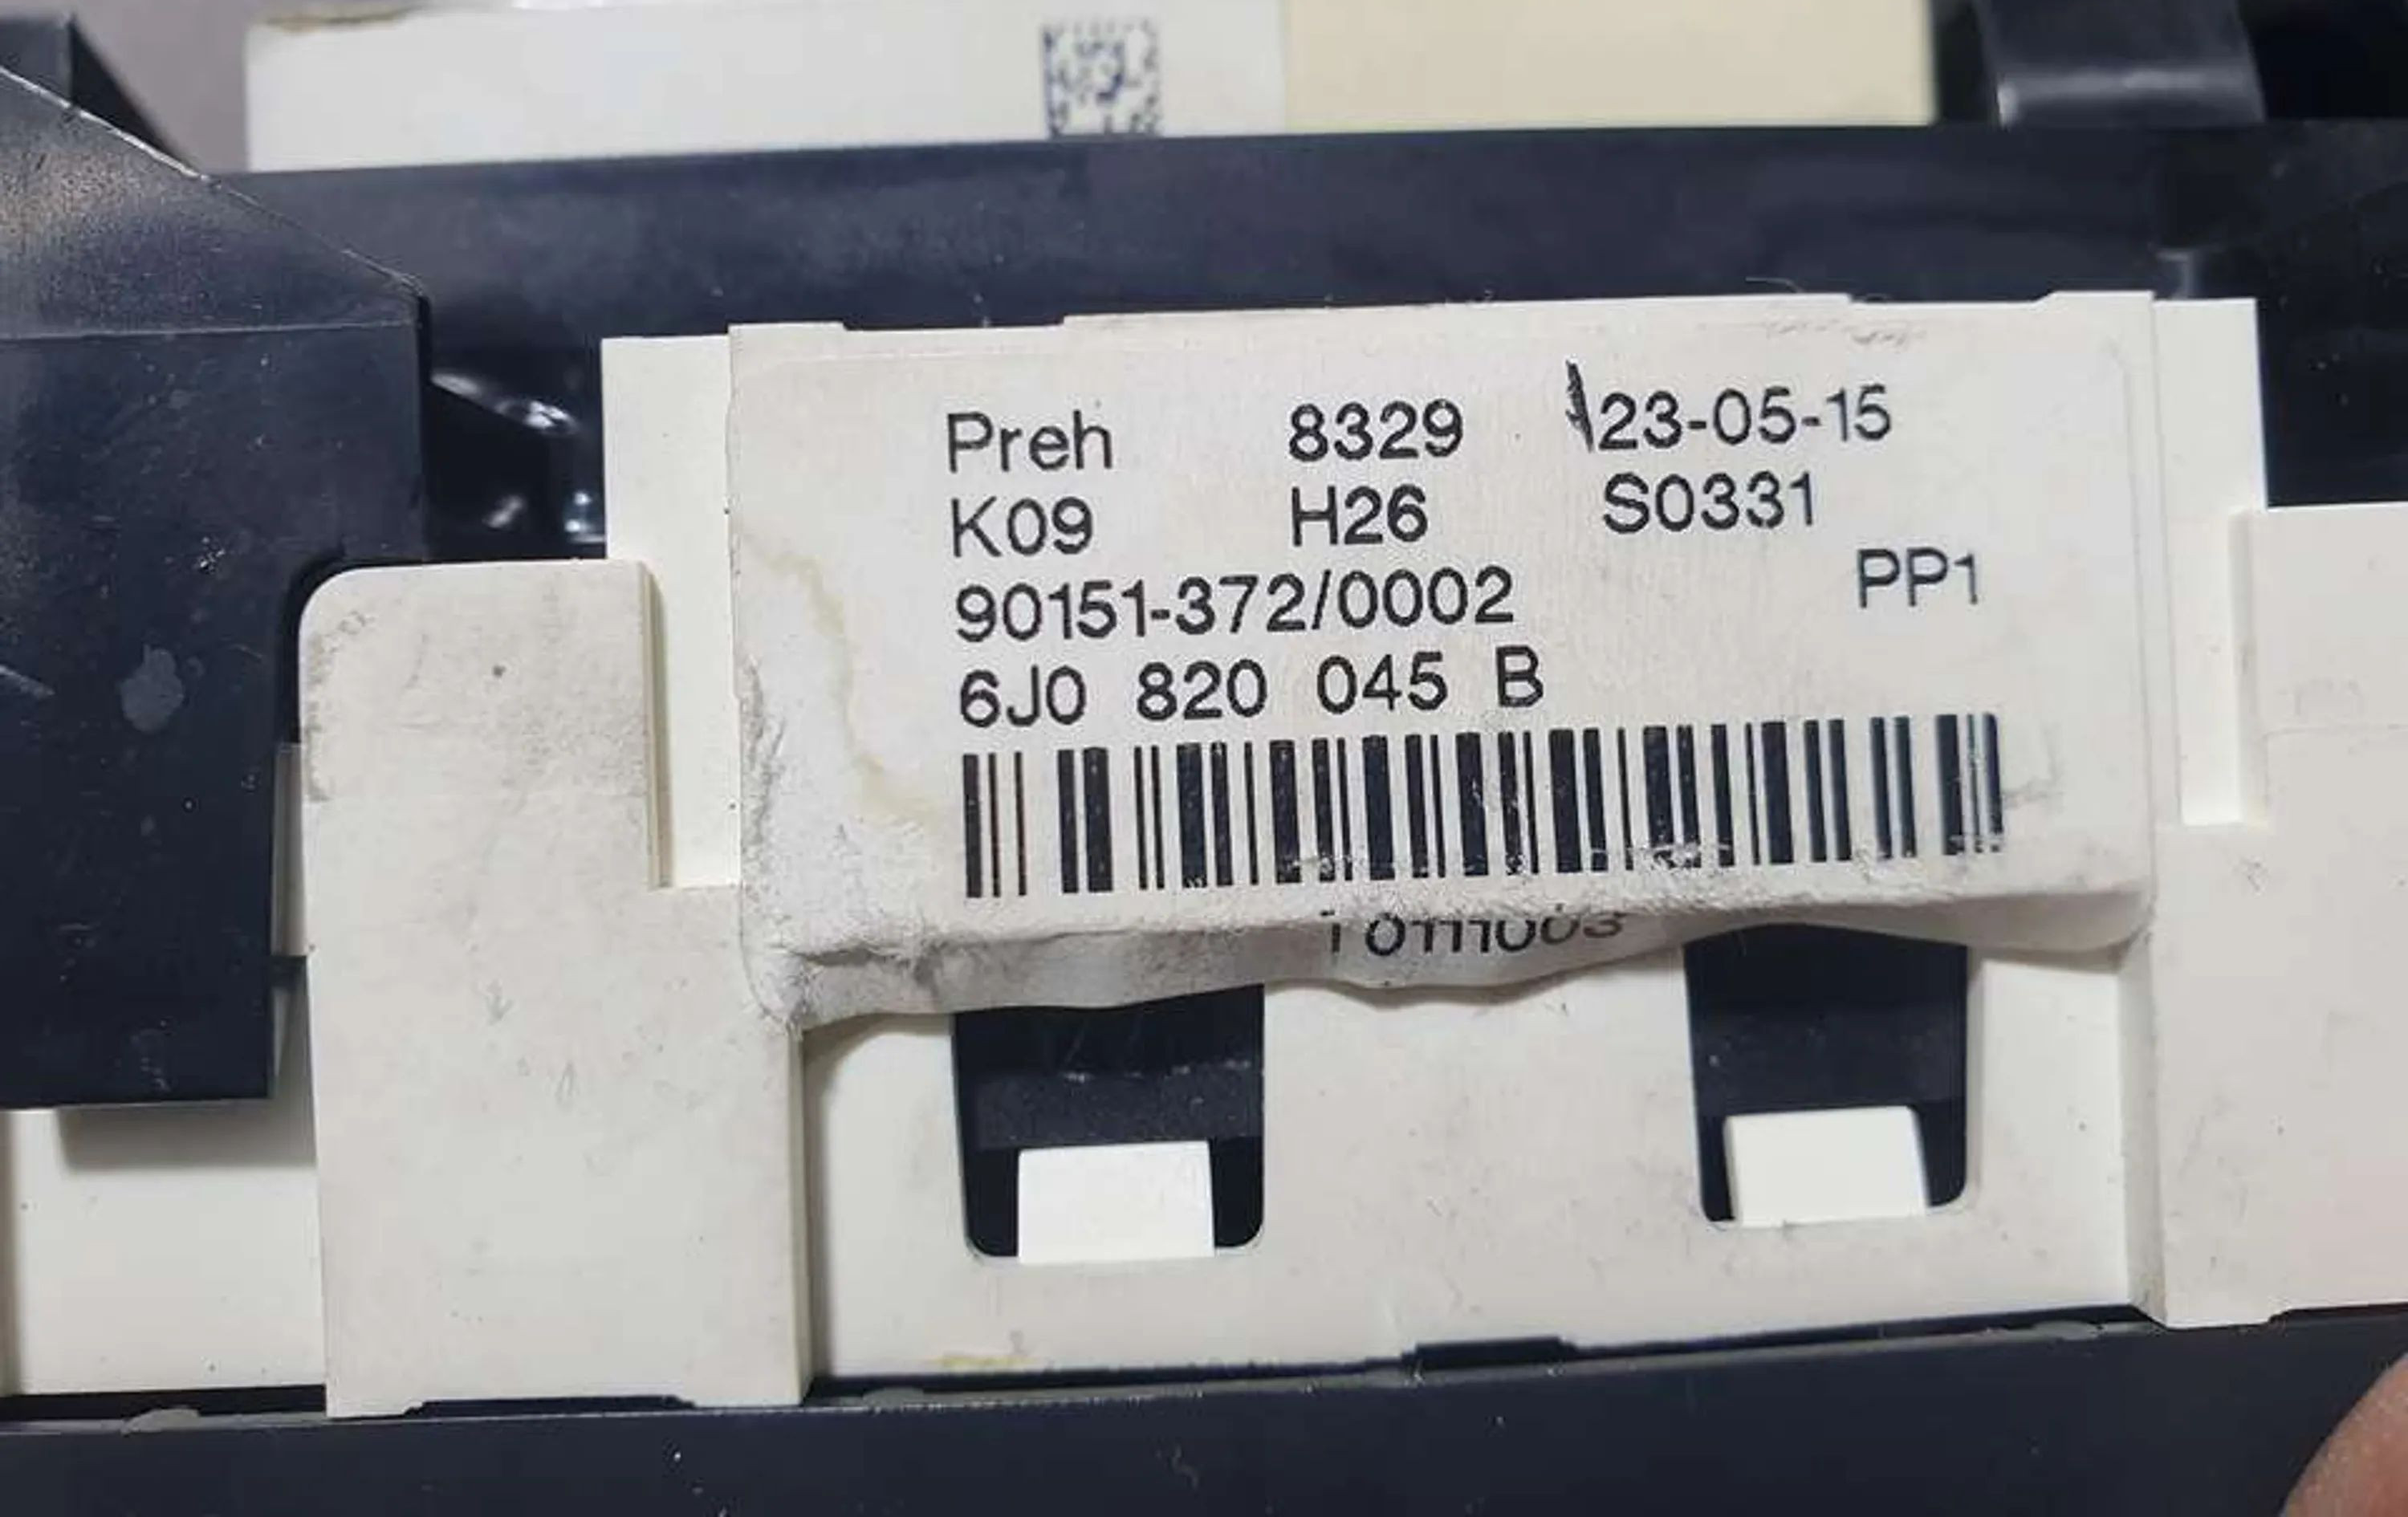 Preh 8329 23-05-15
K09 H26 S0331
90151-372/0002 PP1
6J0 820 045 B